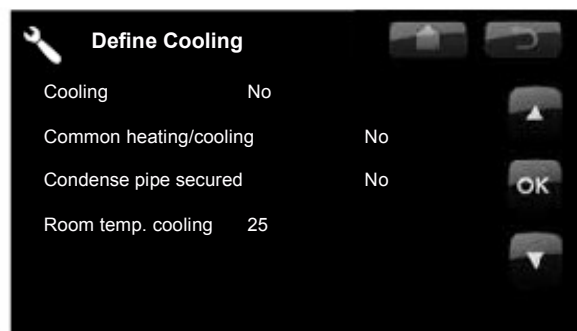 Define Cooling
Cooling No
Common heating/cooling No
Condense pipe secured No
OK
Room temp. cooling 25